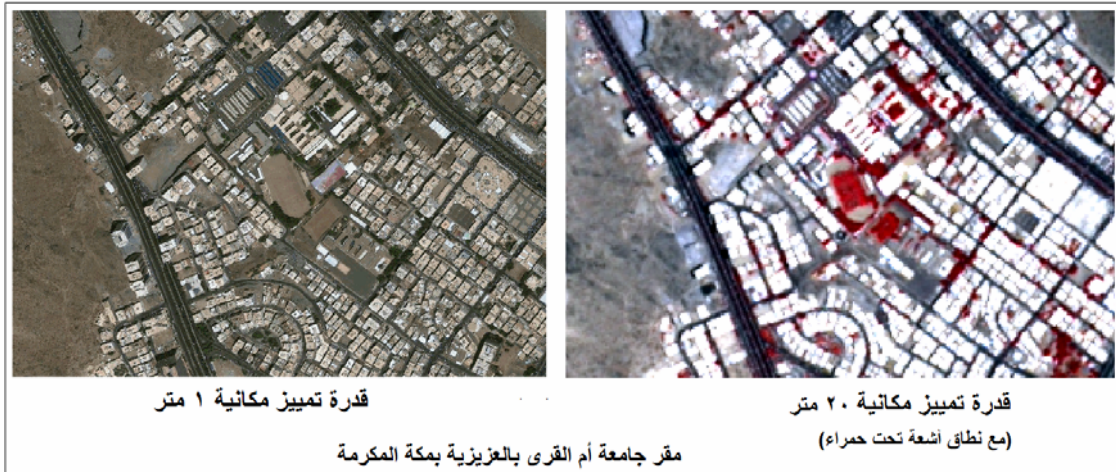 قدرة تمييز مكانية ٢٠ متر
(مع نطاق أشعة تحت حمراء)
قدرة تمييز مكانية ١ متر
مقر جامعة أم القرى بالعزيزية بمكة المكرمة